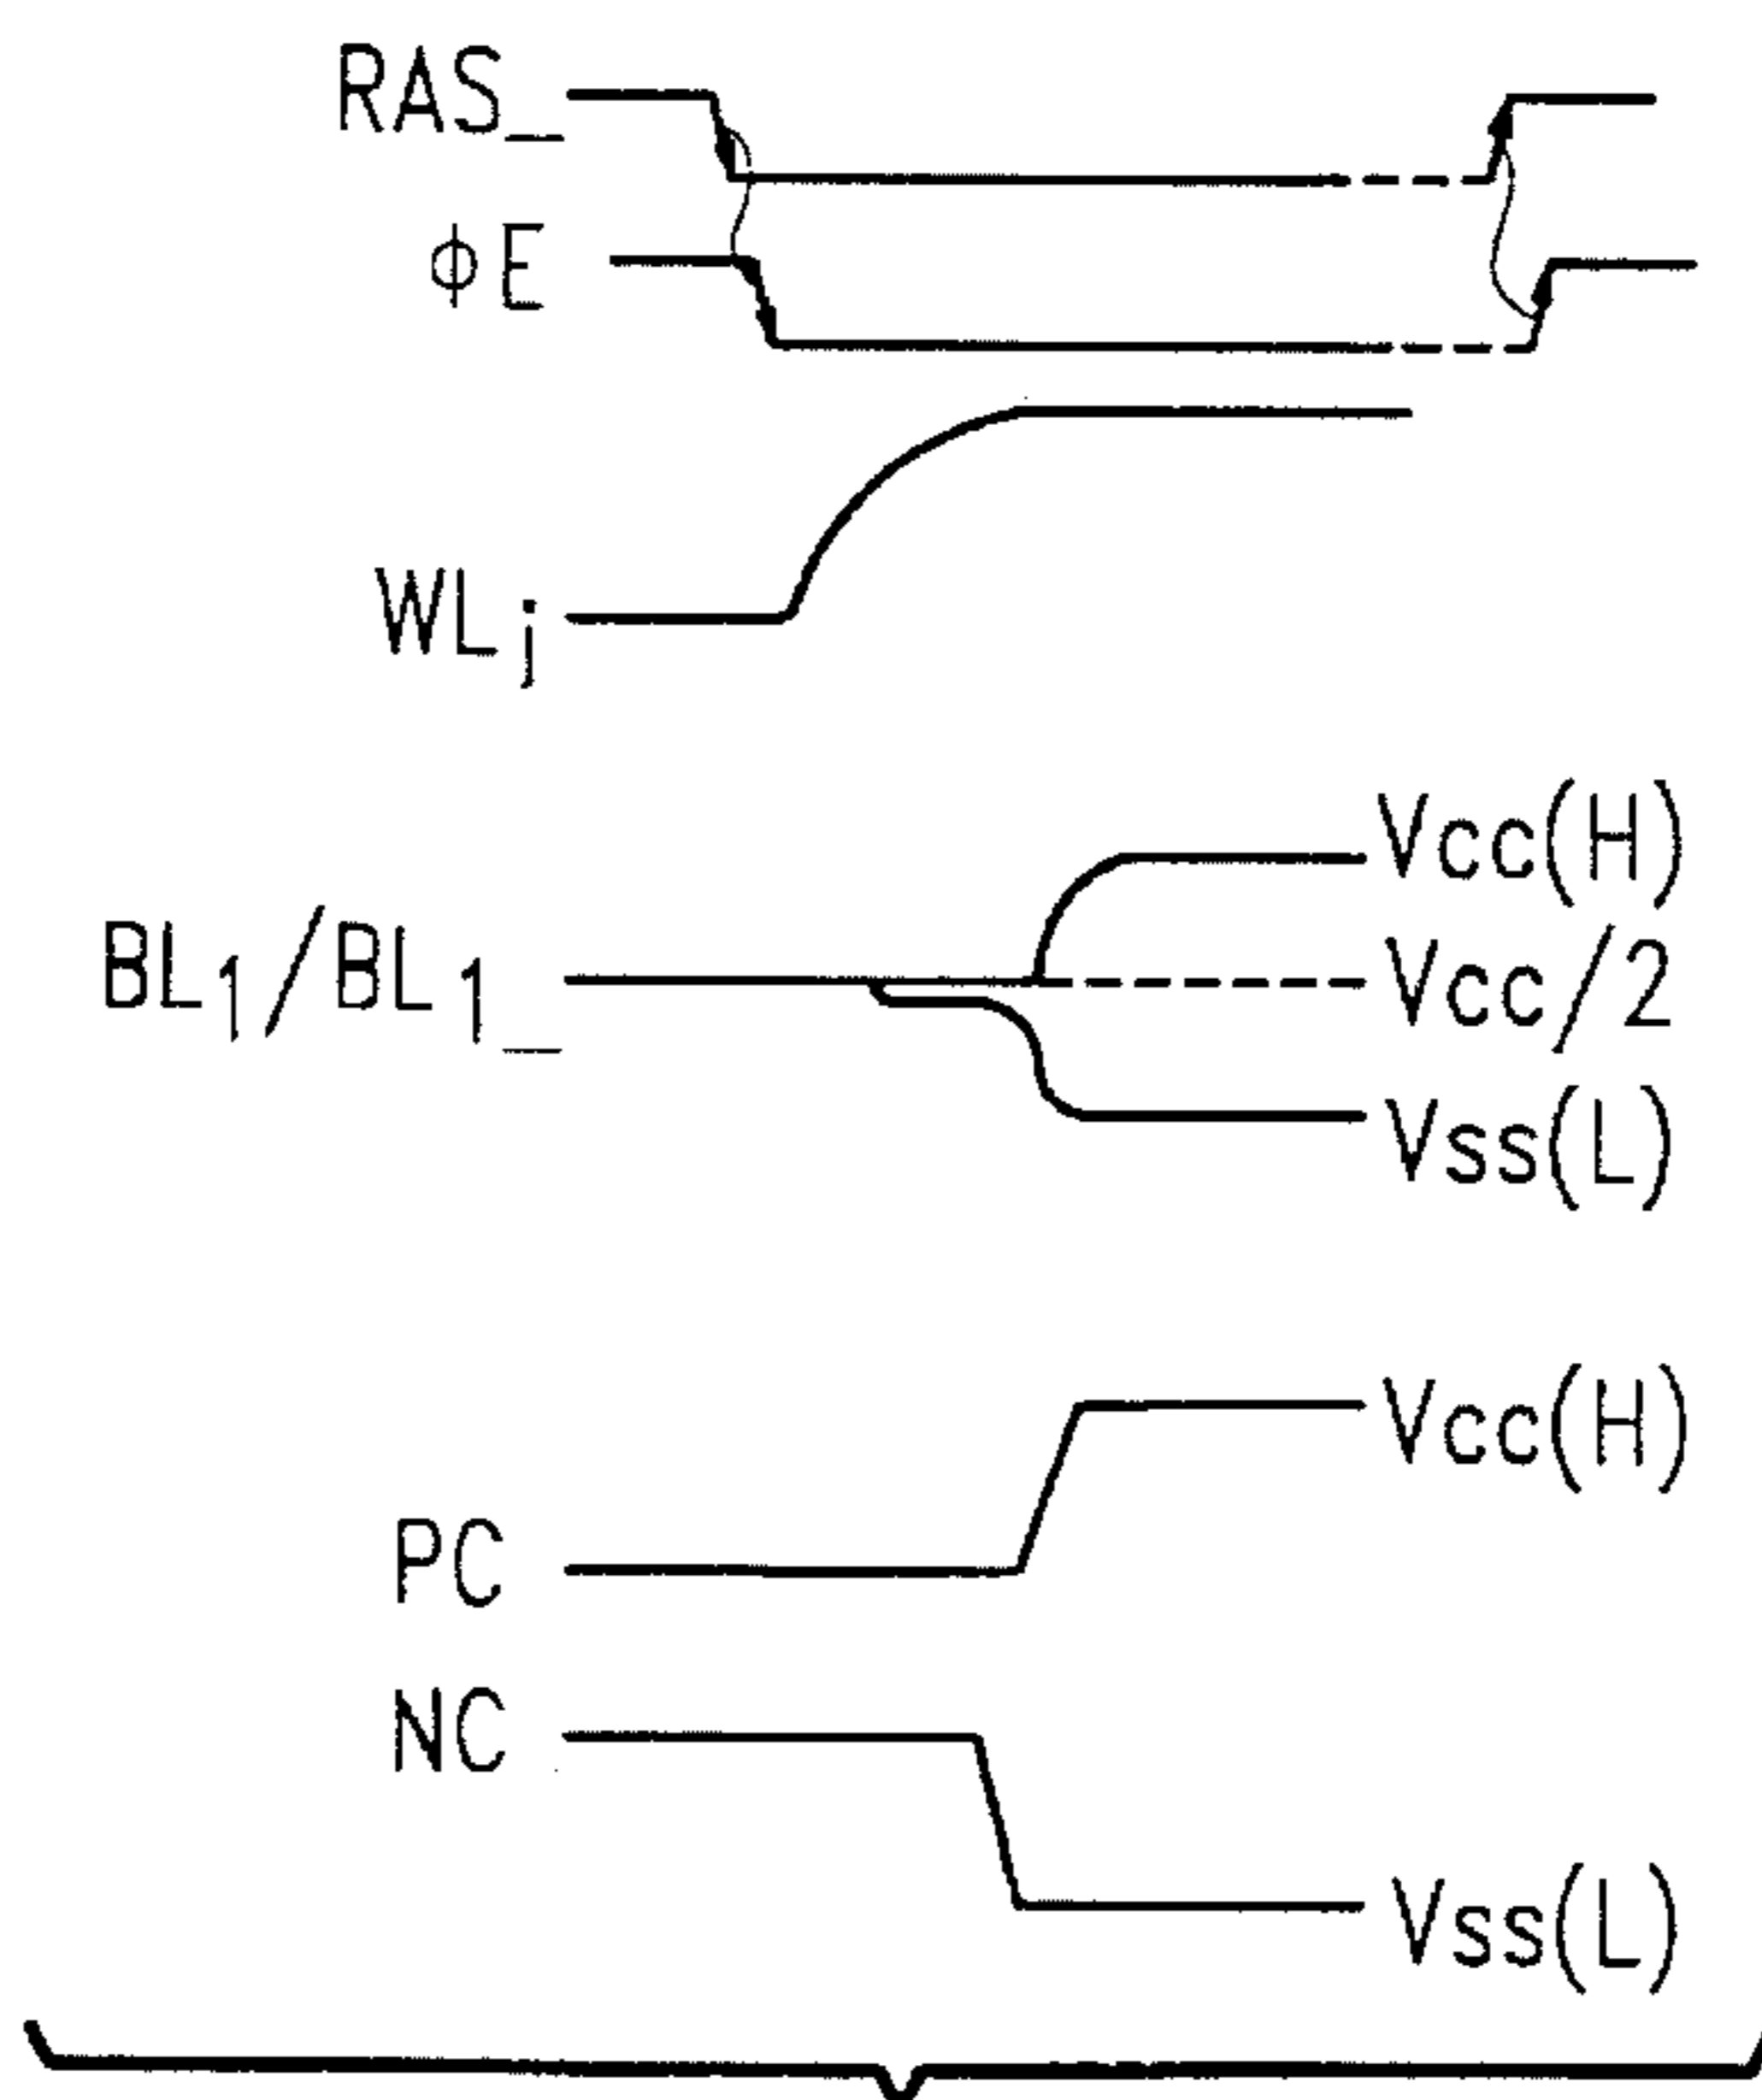 RAS_
ϕE
WLj
Vcc(H)
BL1/BL1_
Vcc/2
Vss(L)
Vcc(H)
PC
NC
Vss(L)